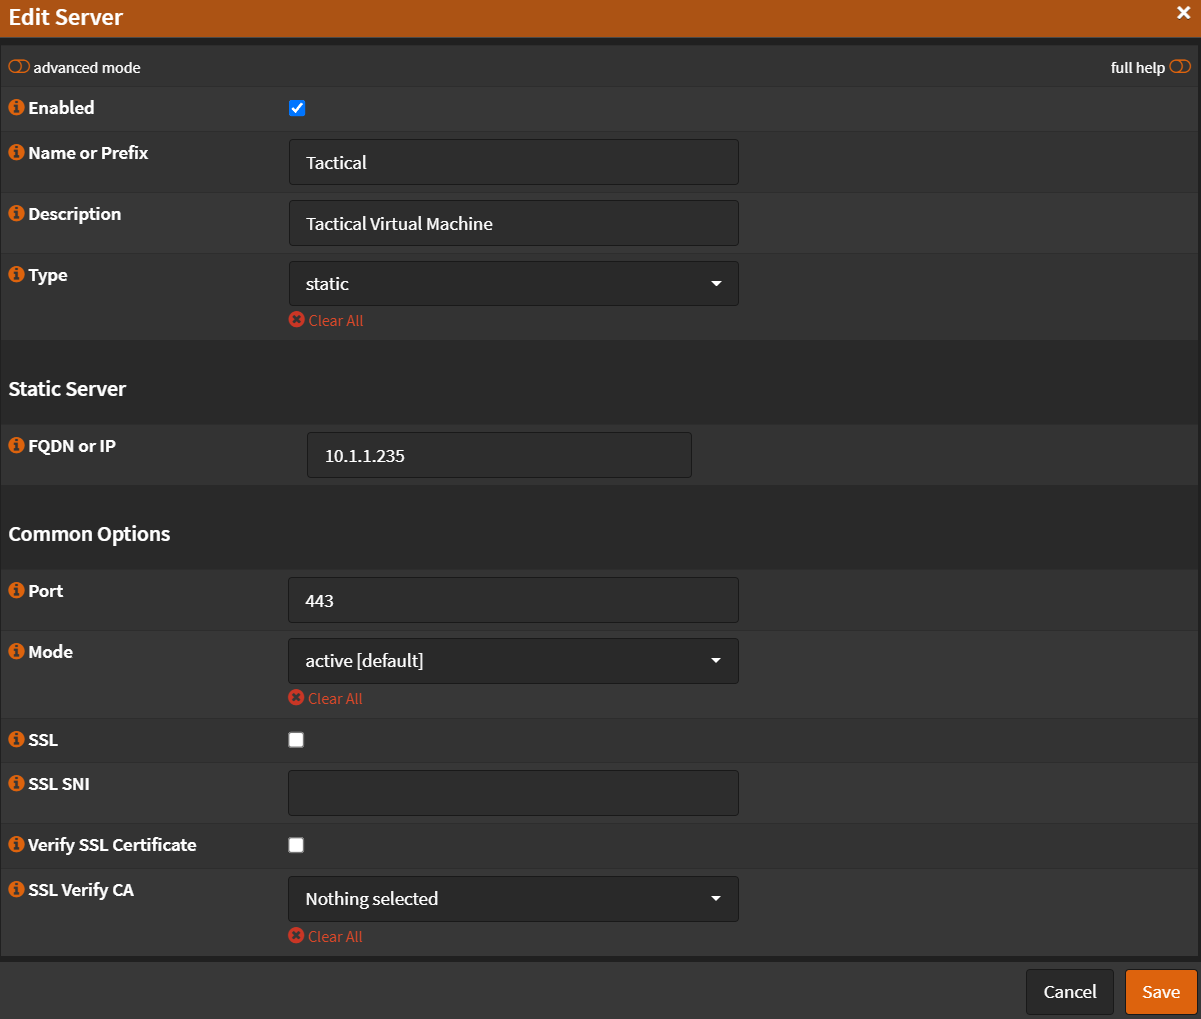 Edit Server
advanced mode
full help
Enabled
Name or Prefix
Tactical
Description
Tactical Virtual Machine
Type
static
Clear All
Static Server
FQDN or IP
10.1.1.235
Common Options
Port
443
Mode
active [default]
Clear All
SSL
SSL SNI
Verify SSL Certificate
SSL Verify CA
Nothing selected
Clear All
Cancel
Save